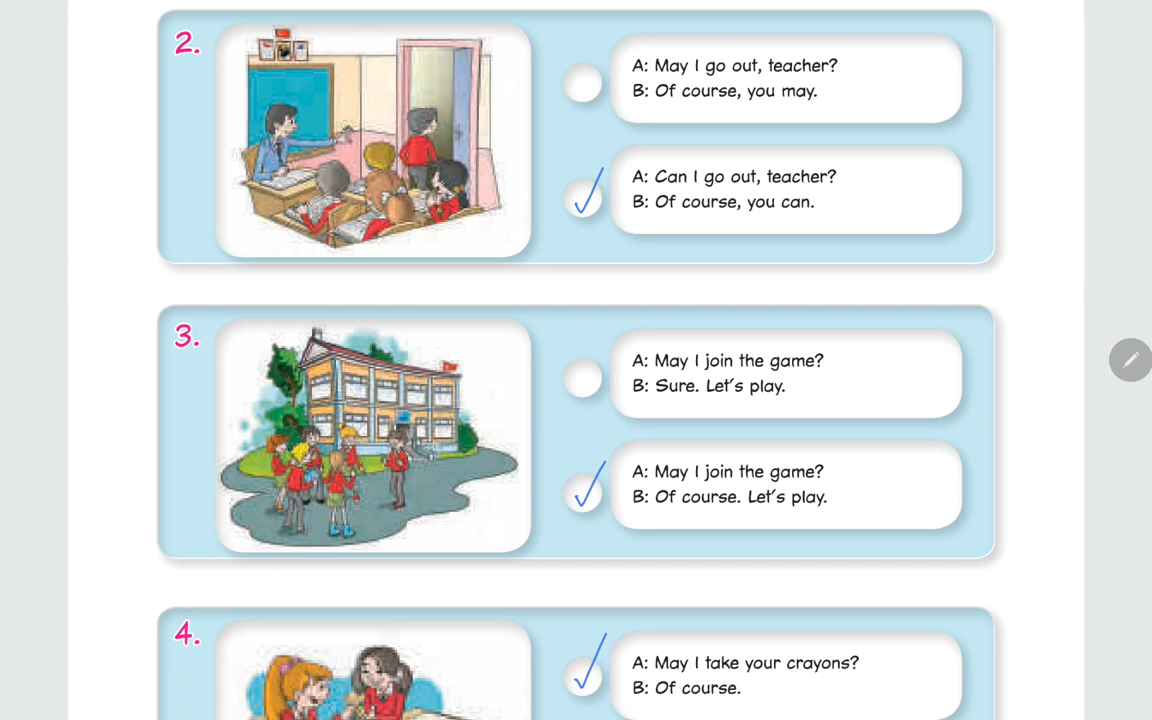 2.
A: May I go out, teacher?
B: Of course, you may.
A: Can I go out, teacher?
B: Of course, you can.
3.
A: May I join the game?
B: Sure. Let's play.
A: May I join the game?
B: Of course. Let's play.
4.
A: May I take your crayons?
B: Of course.